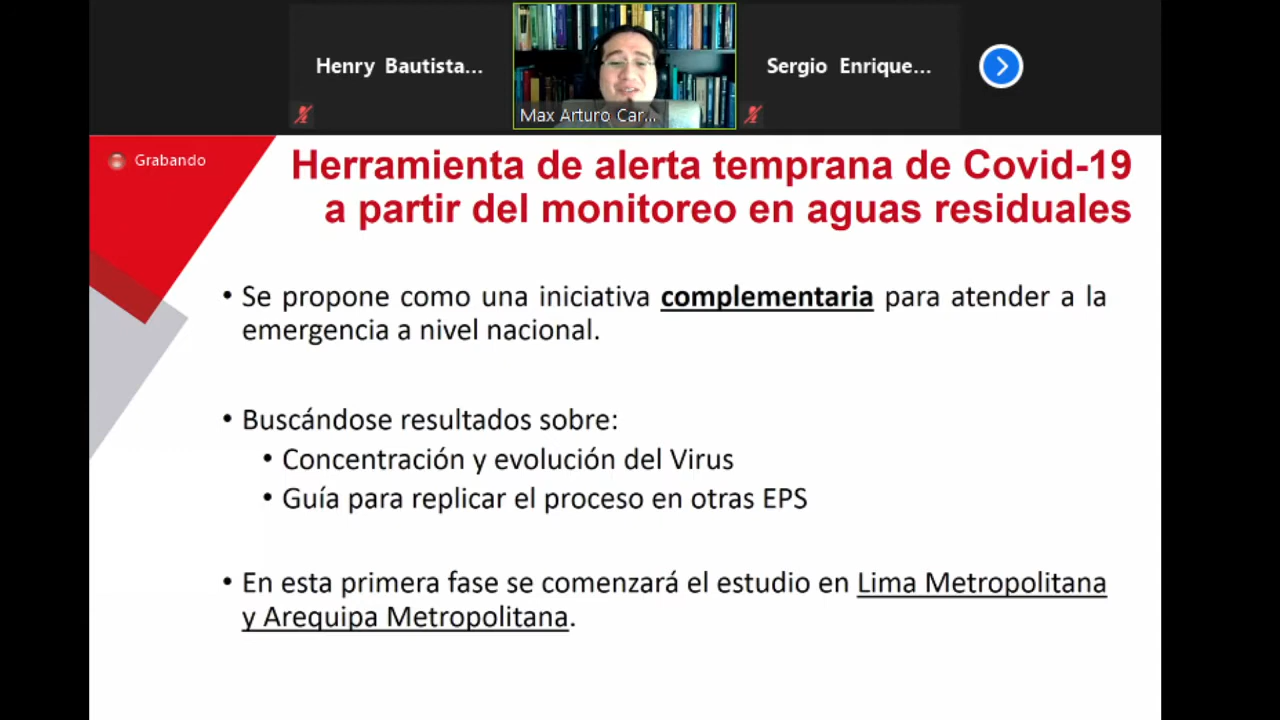 Henry Bautista...
Max Arturo Car...
Sergio Enrique...
Grabando
Herramienta de alerta temprana de Covid-19
a partir del monitoreo en aguas residuales
• Se propone como una iniciativa complementaria para atender a la
emergencia a nivel nacional.
• Buscándose resultados sobre:
• Concentración y evolución del Virus
• Guía para replicar el proceso en otras EPS
• En esta primera fase se comenzará el estudio en Lima Metropolitana
y Arequipa Metropolitana.